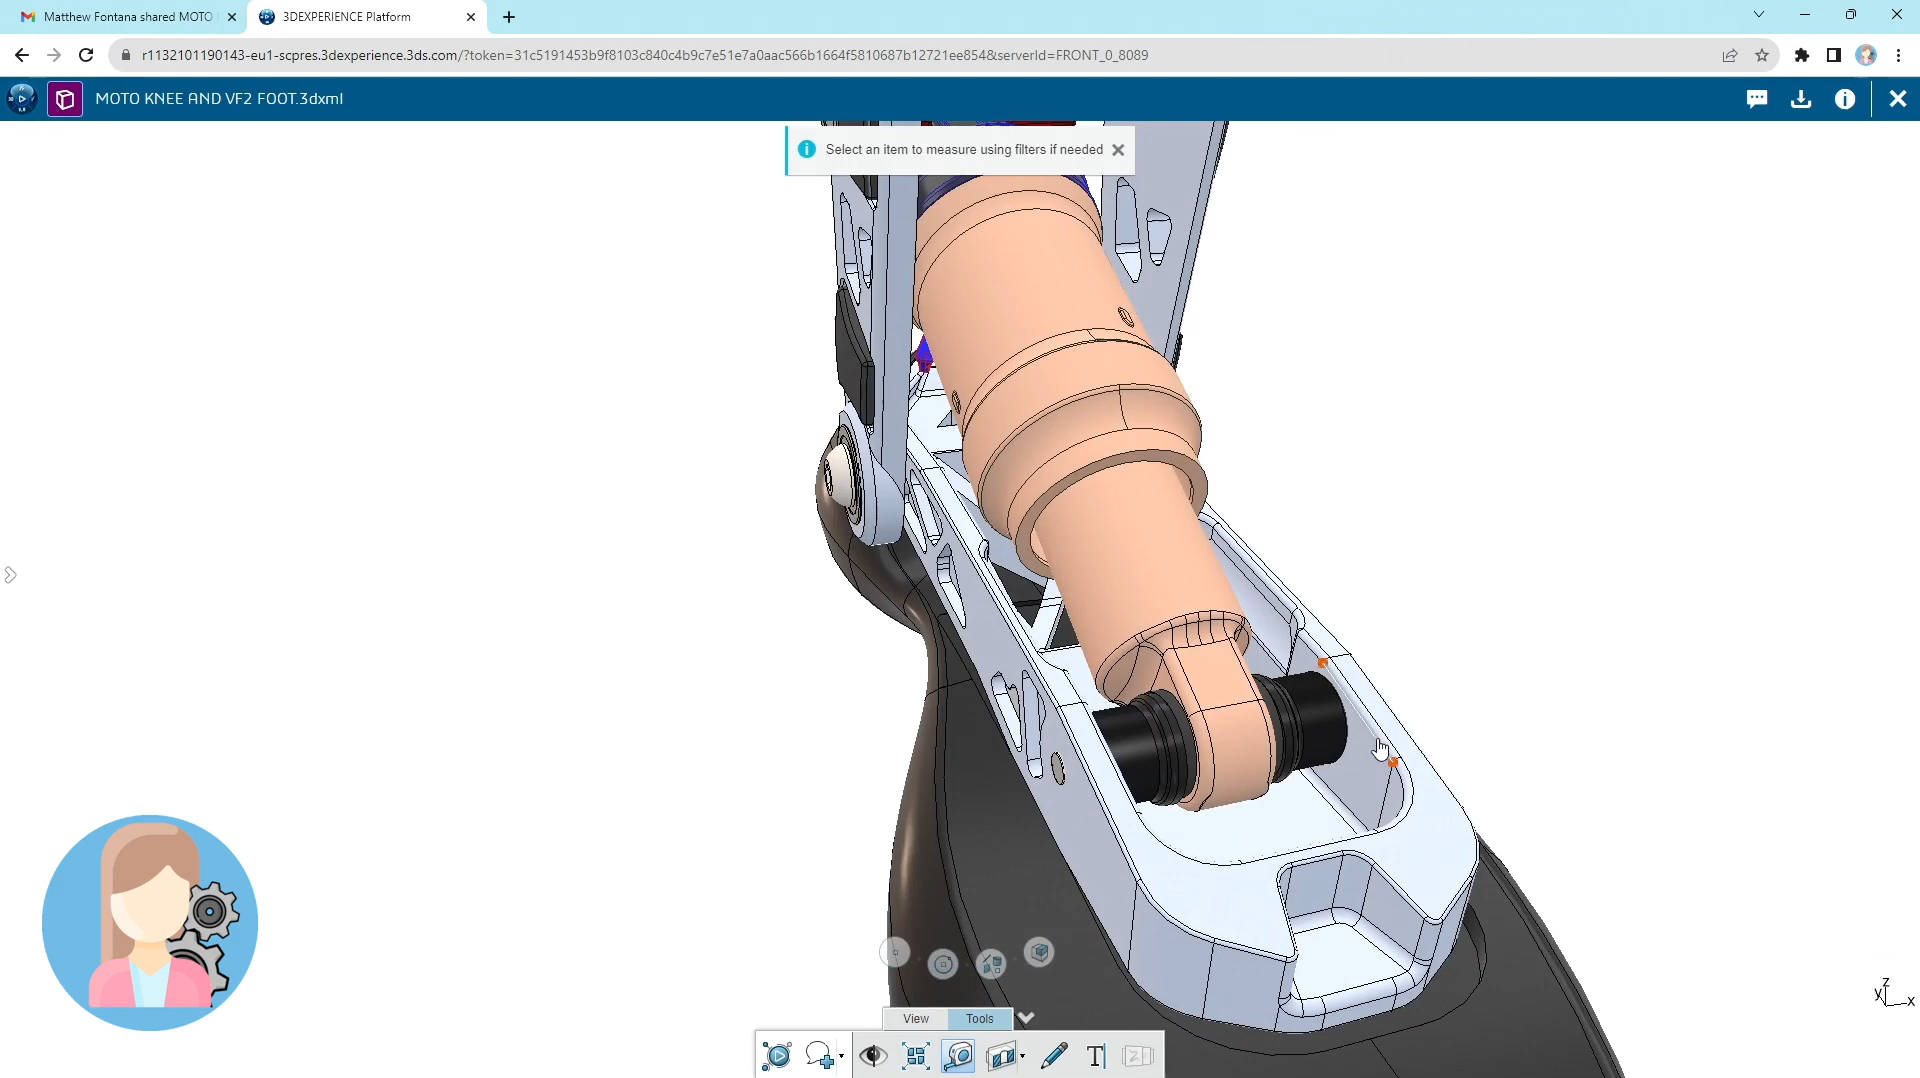 Matthew Fontana shared MOTO
3DEXPERIENCE Platform
r1132101190143-eu1-scpres.3dexperience.3ds.com/?token=31c5191453b9f8103c840c4b9c7e51e7a0aac566b1664f5810687b12721ee854&serverId=FRONT_0_8089
MOTO KNEE AND VF2 FOOT.3dxml
Select an item to measure using filters if needed
z
y x
View Tools